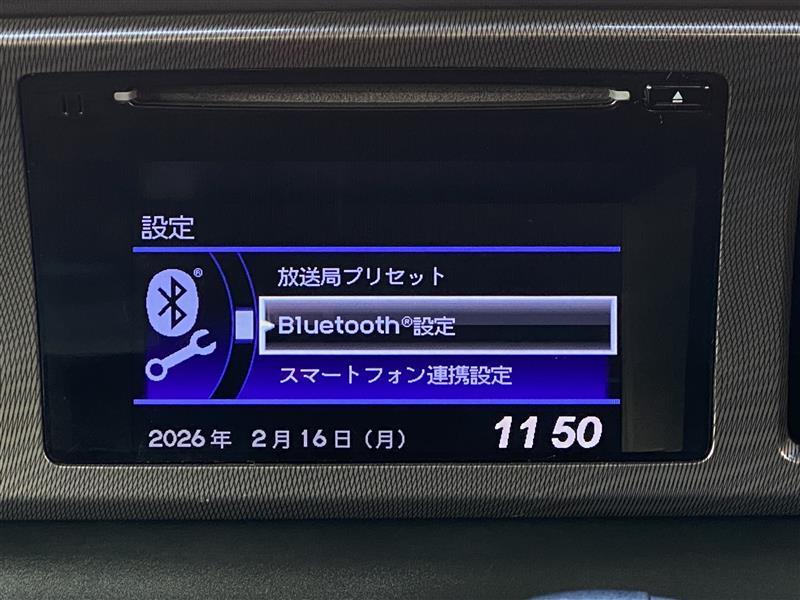 設定
放送局プリセット
Bluetooth®設定
スマートフォン連携設定
2026年 2月16日(月) 11 50